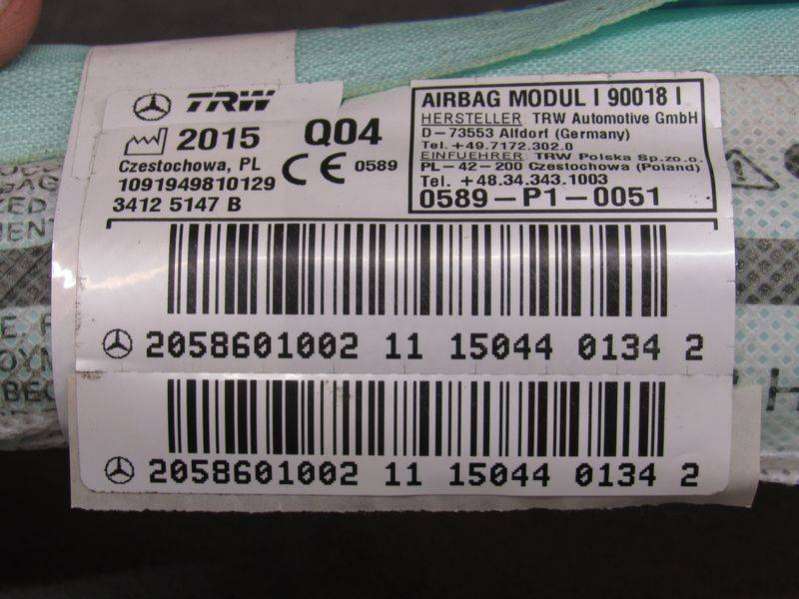 TRW
2015 Q04
Czestochowa, PL
0589
1091949810129
3412 5147 B
AIRBAG MODUL I 90018 I
HERSTELLER TRW Automotive GmbH
D-73553 Alfdorf (Germany)
Tel. +49.7172.302.0
EINFUEHRER TRW Polska Sp.zo.o.
PL-42-200 Czestochowa (Poland)
Tel. +48.34.343.1003
0589-P1-0051
2058601002 11 15044 0134 2
2058601002 11 15044 0134 2